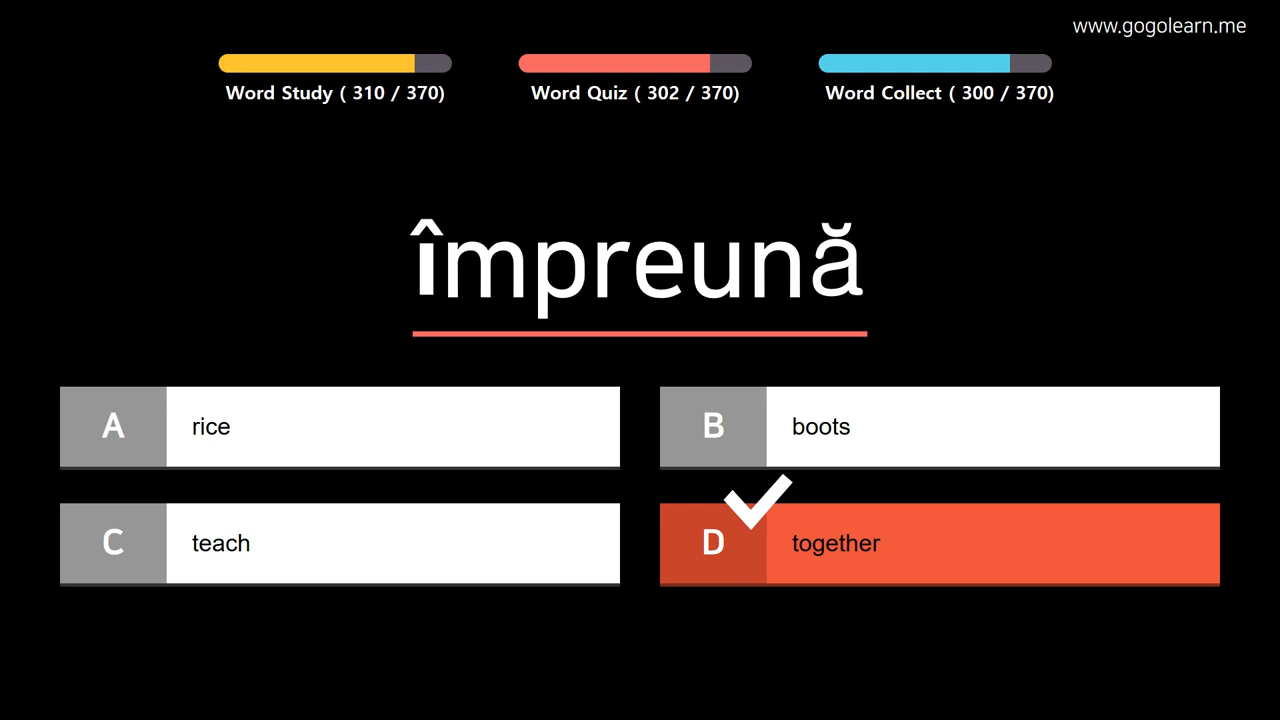 www.gogolearn.me
Word Study ( 310 / 370)
Word Quiz ( 302 / 370)
Word Collect ( 300 / 370)
împreună
A rice
B boots
C teach
D together